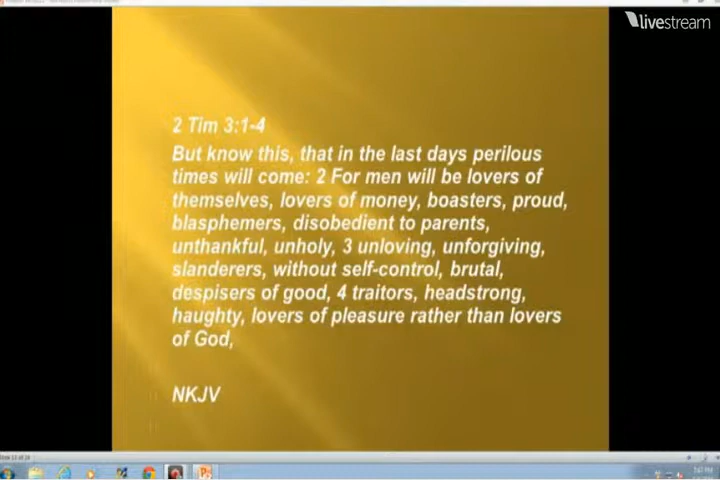 livestream
2 Tim 3:1-4
But know this, that in the last days perilous
times will come: 2 For men will be lovers of
themselves, lovers of money, boasters, proud,
blasphemers, disobedient to parents,
unthankful, unholy, 3 unloving, unforgiving,
slanderers, without self-control, brutal,
despisers of good, 4 traitors, headstrong,
haughty, lovers of pleasure rather than lovers
of God,
NKJV